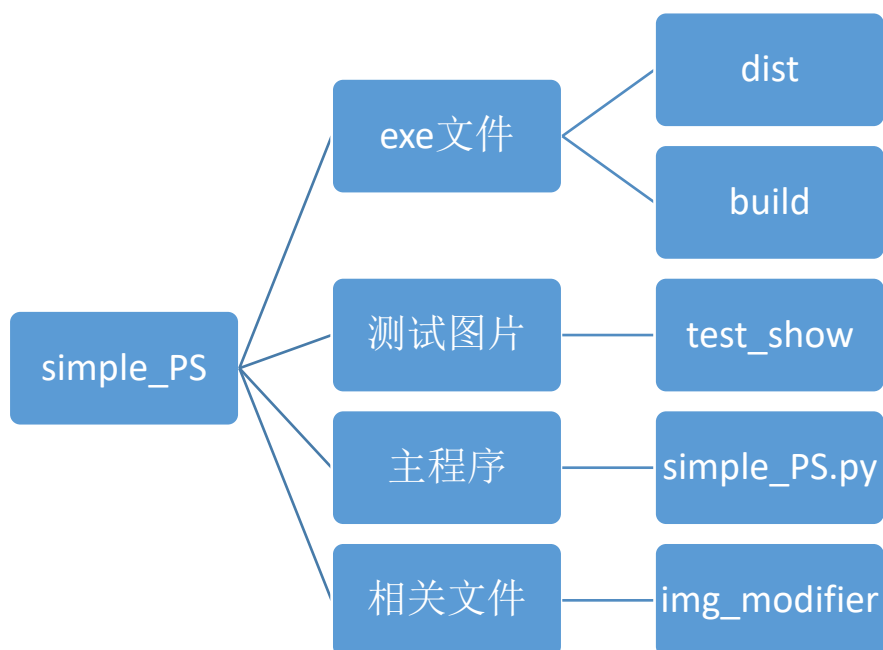 simple_PS
exe文件
dist
build
测试图片
test_show
主程序
simple_PS.py
相关文件
img_modifier